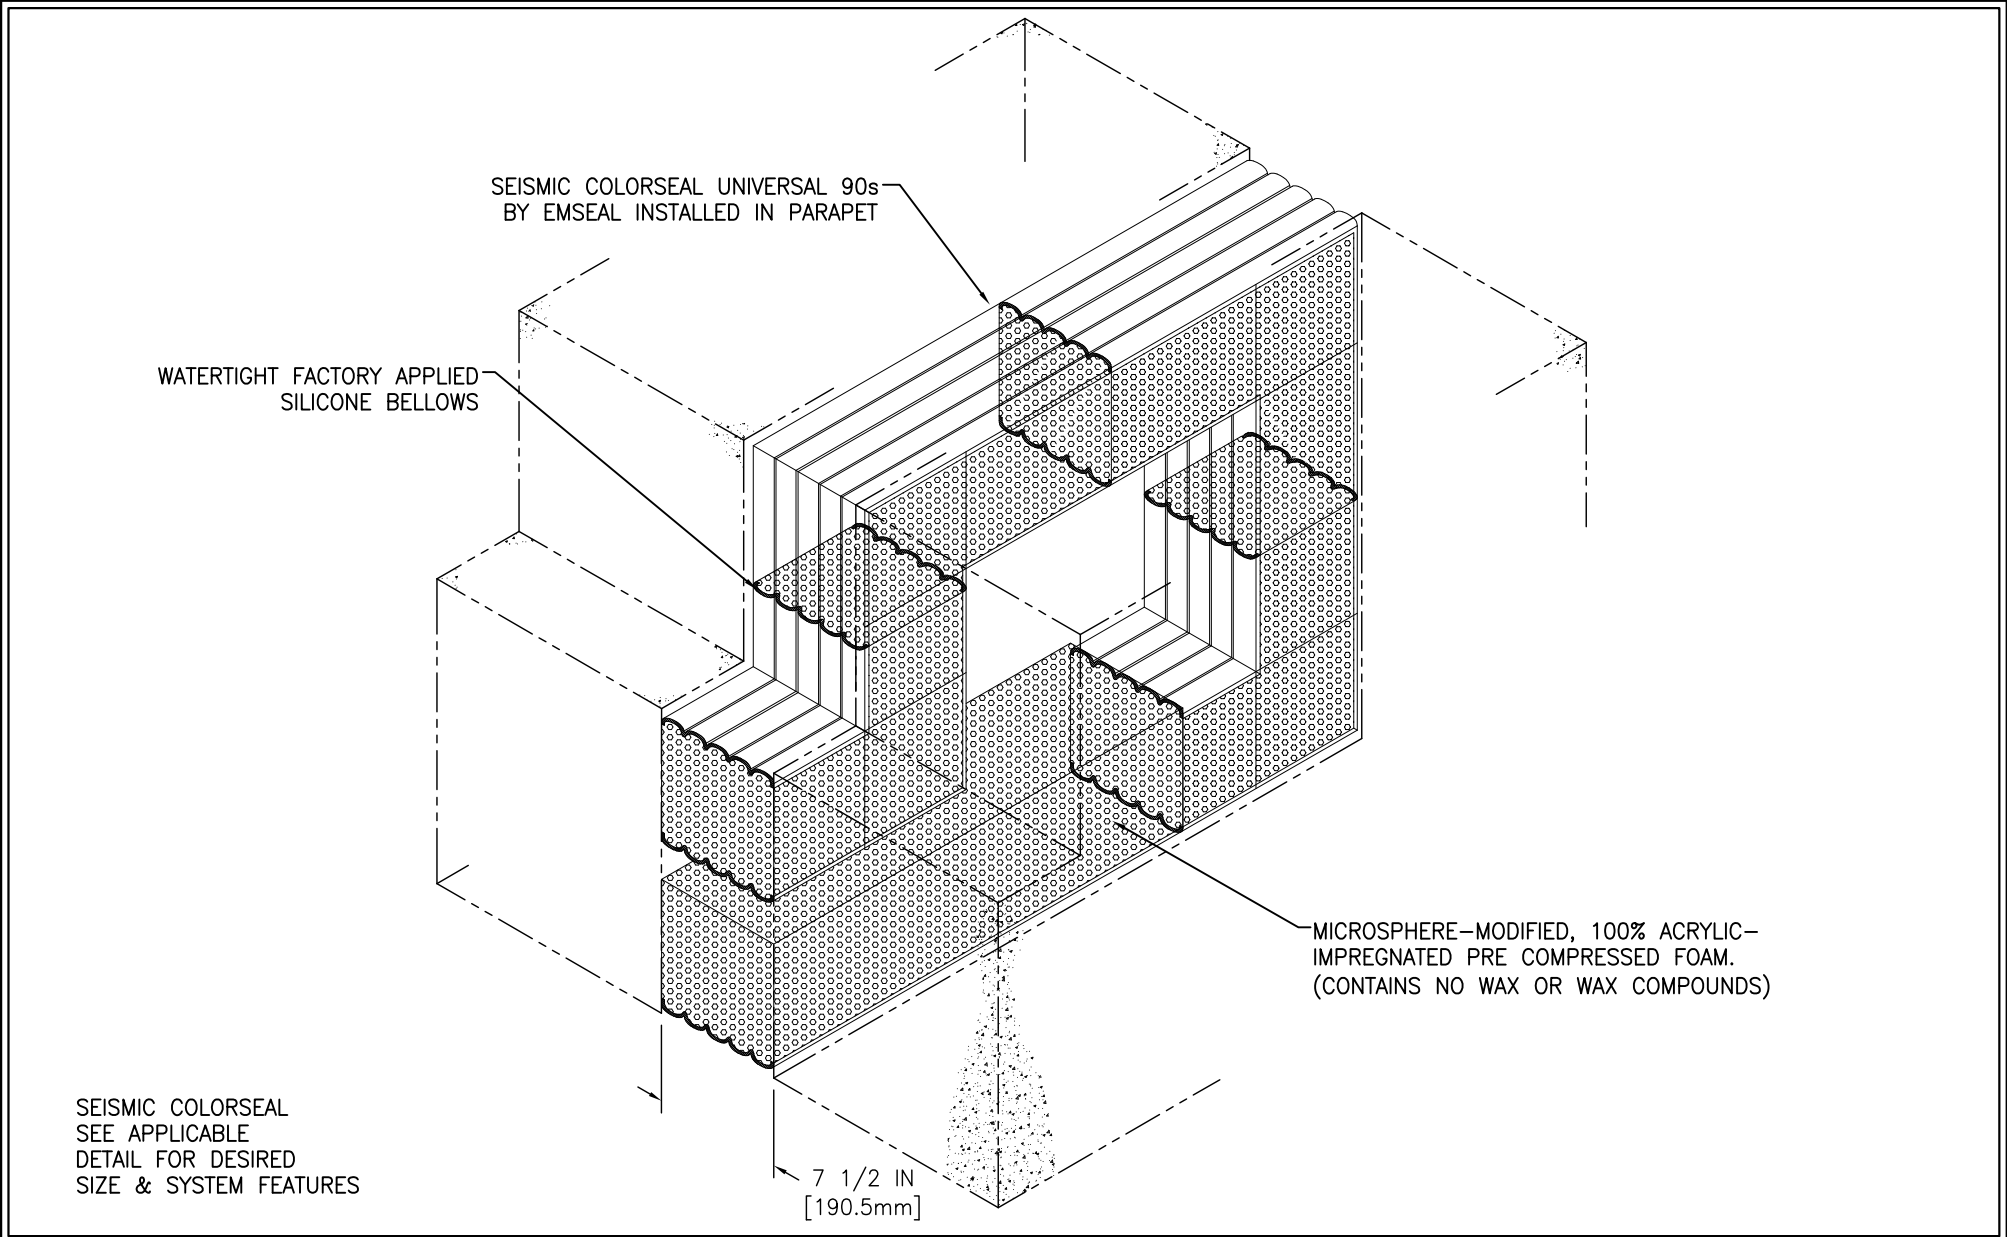 SEISMIC COLORSEAL UNIVERSAL 90s
BY EMSEAL INSTALLED IN PARAPET
WATERTIGHT FACTORY APPLIED
SILICONE BELLOWS
MICROSPHERE-MODIFIED, 100% ACRYLIC-
IMPREGNATED PRE COMPRESSED FOAM.
(CONTAINS NO WAX OR WAX COMPOUNDS)
SEISMIC COLORSEAL
SEE APPLICABLE
DETAIL FOR DESIRED
SIZE & SYSTEM FEATURES
7 1/2 IN
[190.5mm]